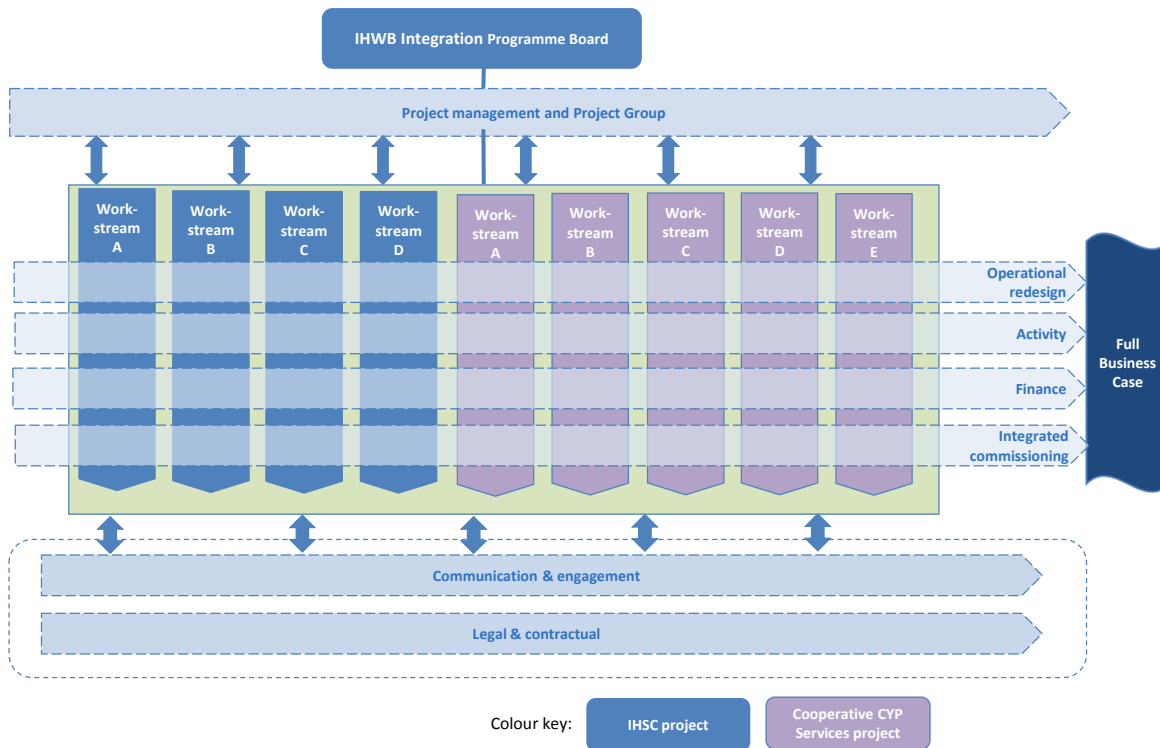 IHWB Integration Programme Board
Project management and Project Group
Work-
stream
A
Work-
stream
B
Work-
stream
C
Work-
stream
D
Work-
stream
A
Work-
stream
B
Work-
stream
C
Work-
stream
D
Work-
stream
E
Operational
redesign
Activity
Finance
Integrated
commissioning
Full
Business
Case
Communication & engagement
Legal & contractual
Colour key:
IHSC project
Cooperative CYP
Services project